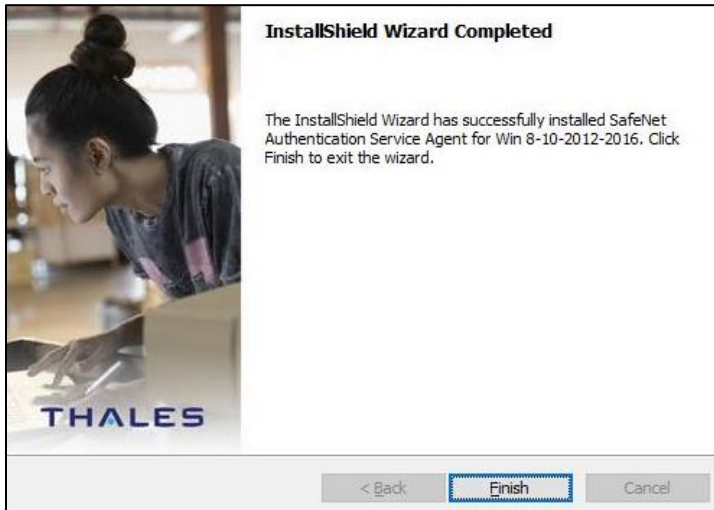 InstallShield Wizard Completed
The InstallShield Wizard has successfully installed SafeNet
Authentication Service Agent for Win 8-10-2012-2016. Click
Finish to exit the wizard.
THALES
< Back Finish Cancel